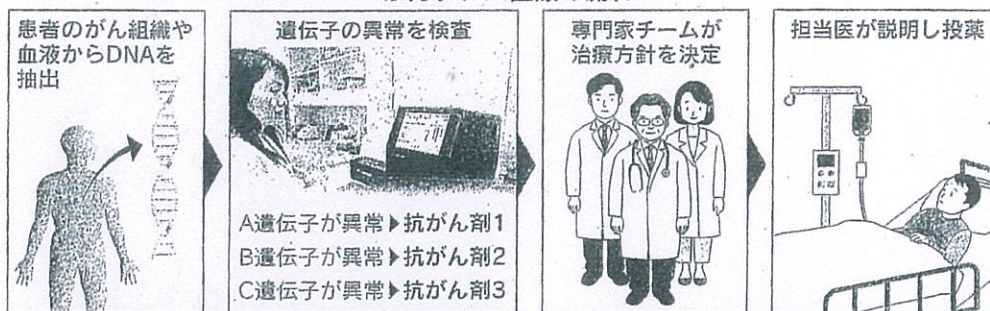 患者のがん組織や
血液からDNAを
抽出
遺伝子の異常を検査
A遺伝子が異常▶抗がん剤1
B遺伝子が異常▶抗がん剤2
C遺伝子が異常▶抗がん剤3
専門家チームが
治療方針を決定
担当医が説明し投薬